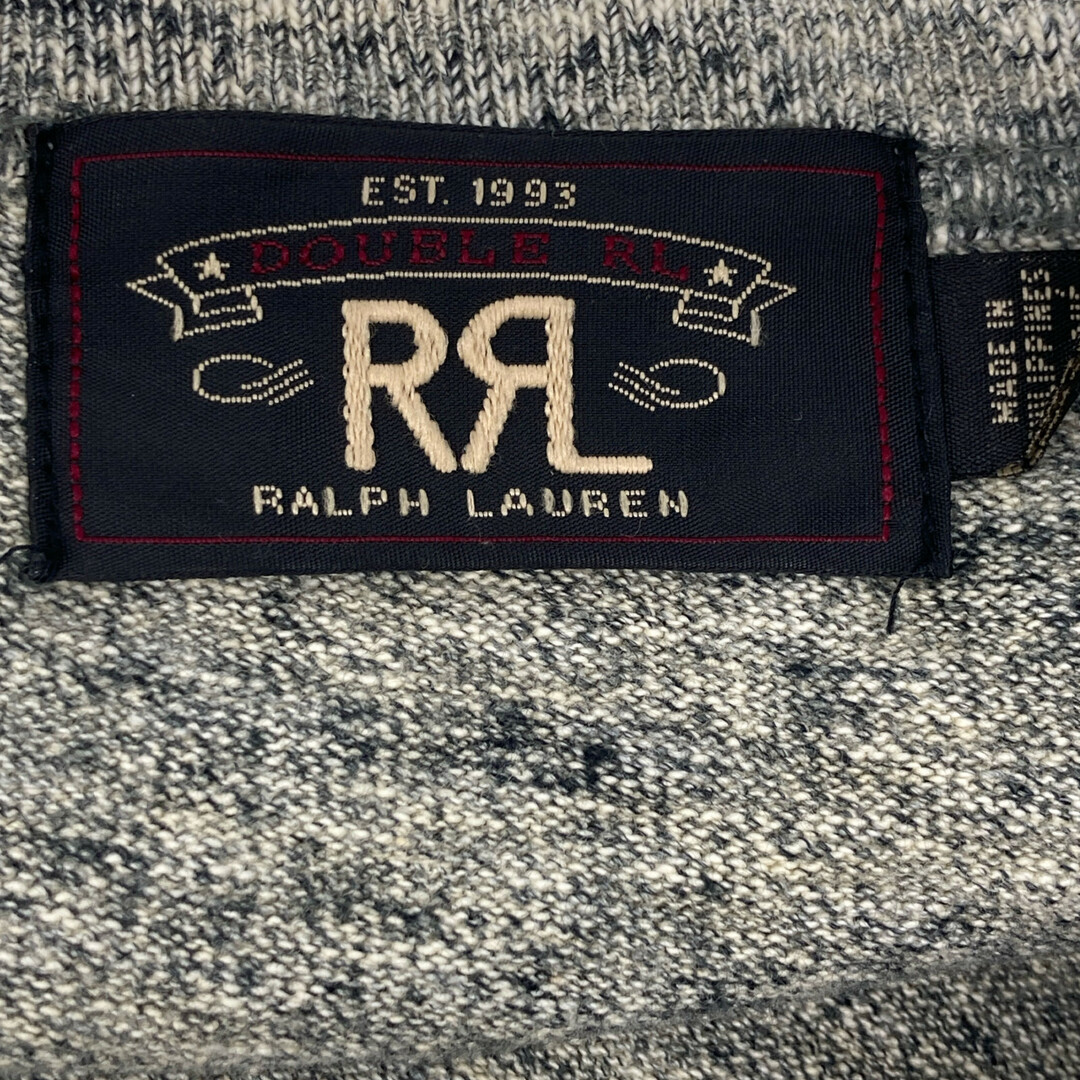 EST. 1993
DOUBLE RL
RRL
RALPH LAUREN
MADE IN